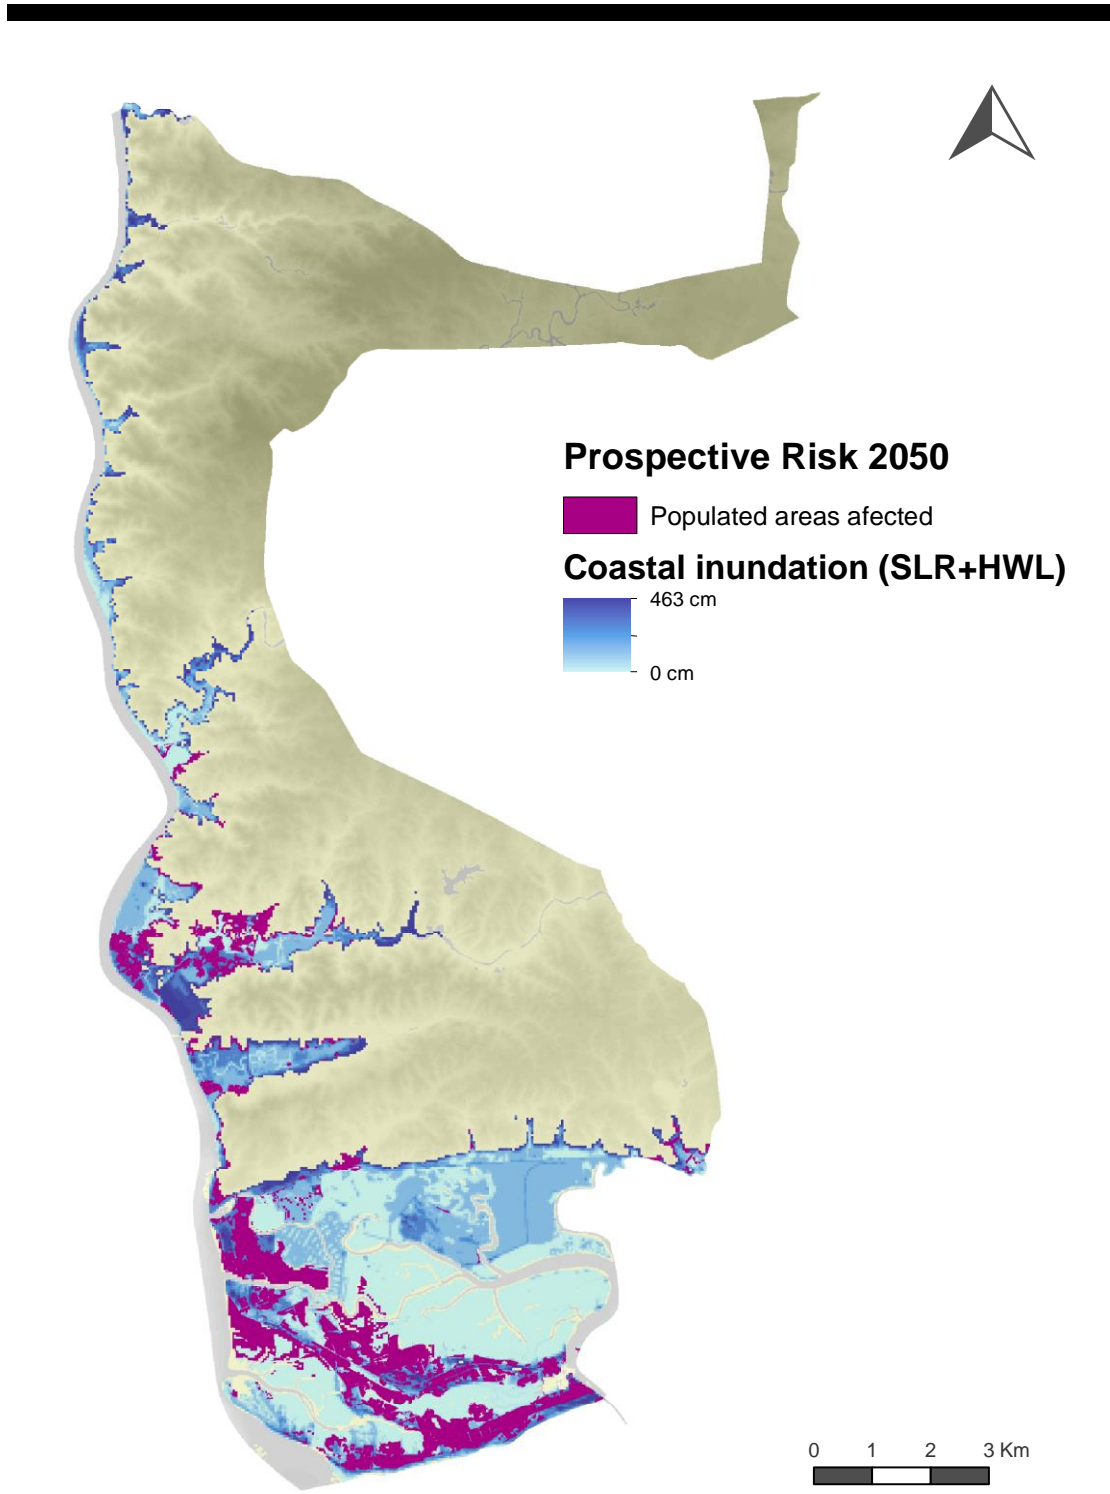 Prospective Risk 2050
Populated areas afected
Coastal inundation (SLR+HWL)
463 cm
0 cm
0 1 2 3 Km